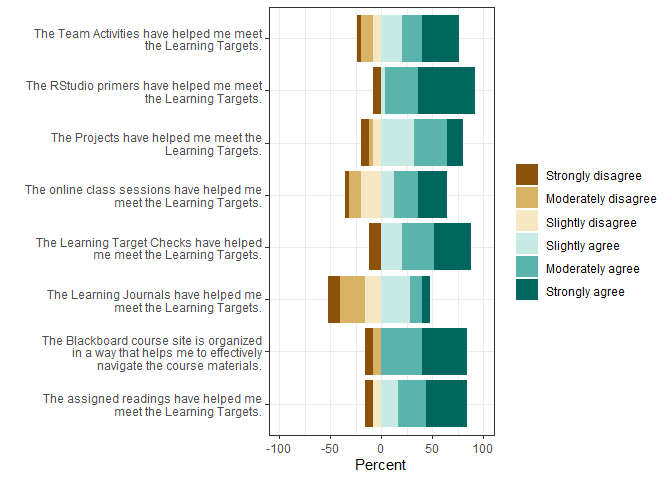 The Team Activities have helped me meet
the Learning Targets.
The RStudio primers have helped me meet
the Learning Targets.
The Projects have helped me meet the
Learning Targets.
The online class sessions have helped me
meet the Learning Targets.
The Learning Target Checks have helped
me meet the Learning Targets.
The Learning Journals have helped me
meet the Learning Targets.
The Blackboard course site is organized
in a way that helps me to effectively
navigate the course materials.
The assigned readings have helped me
meet the Learning Targets.
-100 -50 0 50 100
Percent
Strongly disagree
Moderately disagree
Slightly disagree
Slightly agree
Moderately agree
Strongly agree